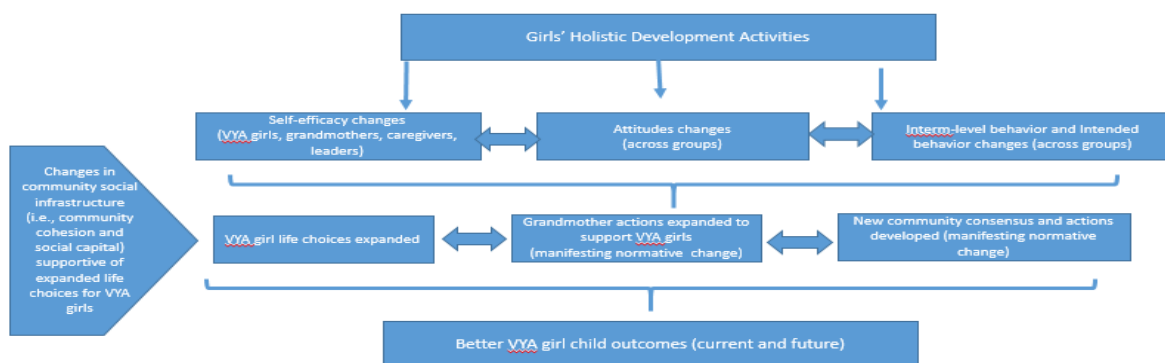 Girls' Holistic Development Activities
Self-efficacy changes
(VYA girls, grandmothers, caregivers,
leaders)
Attitudes changes
(across groups)
Interm-level behavior and Intended
behavior changes (across groups)
Changes in
community social
infrastructure
(i.e., community
cohesion and
social capital)
supportive of
expanded life
choices for VYA
girls
VYA girl life choices expanded
Grandmother actions expanded to
support VYA girls
(manifesting normative change)
New community consensus and actions
developed (manifesting normative
change)
Better VYA girl child outcomes (current and future)